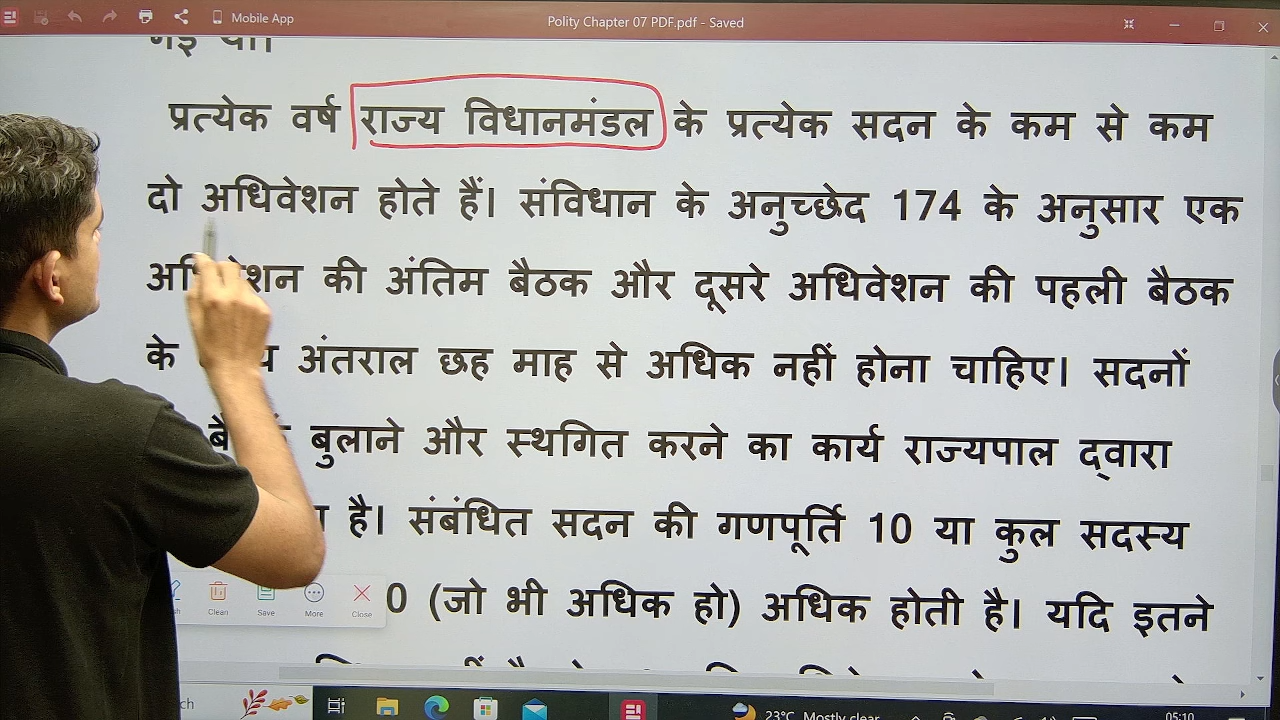 Mobile App
Polity Chapter 07 PDF.pdf - Saved
प्रत्येक वर्ष राज्य विधानमंडल के प्रत्येक सदन के कम से कम
दो अधिवेशन होते हैं। संविधान के अनुच्छेद 174 के अनुसार एक
की अंतिम बैठक और दूसरे अधिवेशन की पहली बैठक
के अंतराल छह माह से अधिक नहीं होना चाहिए। सदनों
बुलाने और स्थगित करने का कार्य राज्यपाल द्वारा
है। संबंधित सदन की गणपूर्ति 10 या कुल सदस्य
0 (जो भी अधिक हो) अधिक होती है। यदि इतने
Clean Save More Close
23°C Mostly clear
05:10